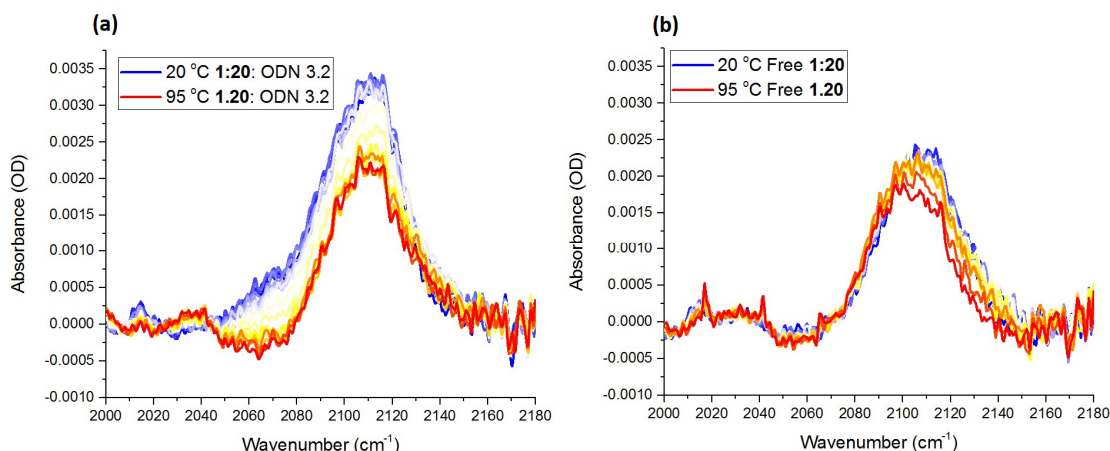 (a)
20 °C 1:20: ODN 3.2
95 °C 1.20: ODN 3.2
0.0035
0.0030
0.0025
0.0020
0.0015
0.0010
0.0005
0.0000
-0.0005
-0.0010
Absorbance (OD)
2000 2020 2040 2060 2080 2100 2120 2140 2160 2180
Wavenumber (cm⁻¹)
(b)
20 °C Free 1:20
95 °C Free 1.20
0.0035
0.0030
0.0025
0.0020
0.0015
0.0010
0.0005
0.0000
-0.0005
-0.0010
Absorbance (OD)
2000 2020 2040 2060 2080 2100 2120 2140 2160 2180
Wavenumber (cm⁻¹)